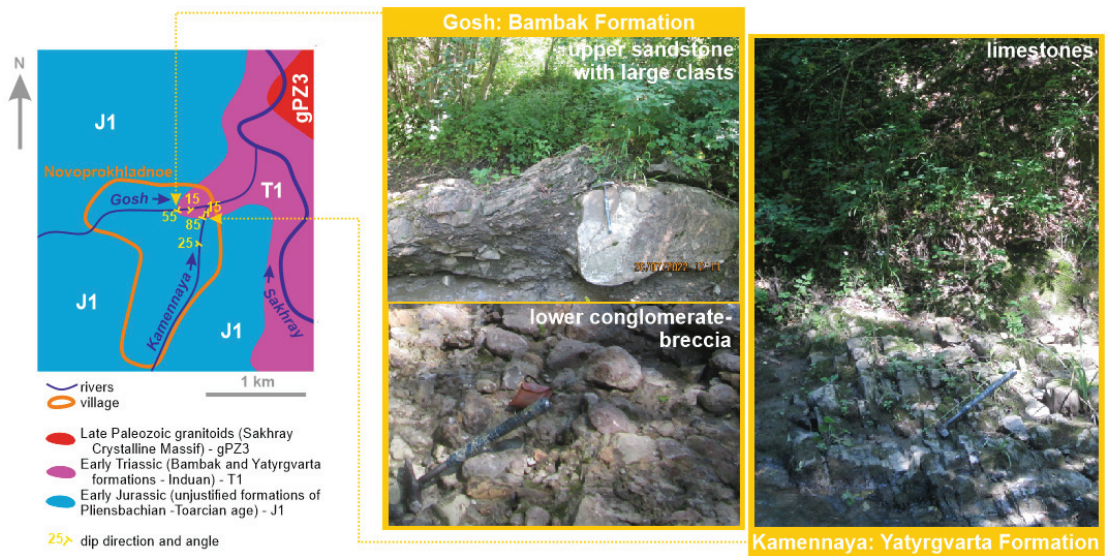 N
gPZ3
J1
Novoprokhladnoe
T1
Gosh
15
15
55
85
25
J1
Kamennaya
J1
Sakhray
1 km
rivers
village
Late Paleozoic granitoids (Sakhray
Crystalline Massif) - gPZ3
Early Triassic (Bambak and Yatyrgvarta
formations - Induan) - T1
Early Jurassic (unjustified formations of
Pliensbachian -Toarcian age) - J1
25 dip direction and angle
Gosh: Bambak Formation
upper sandstone
with large clasts
lower conglomerate-
breccia
limestones
Kamennaya: Yatyrgvarta Formation